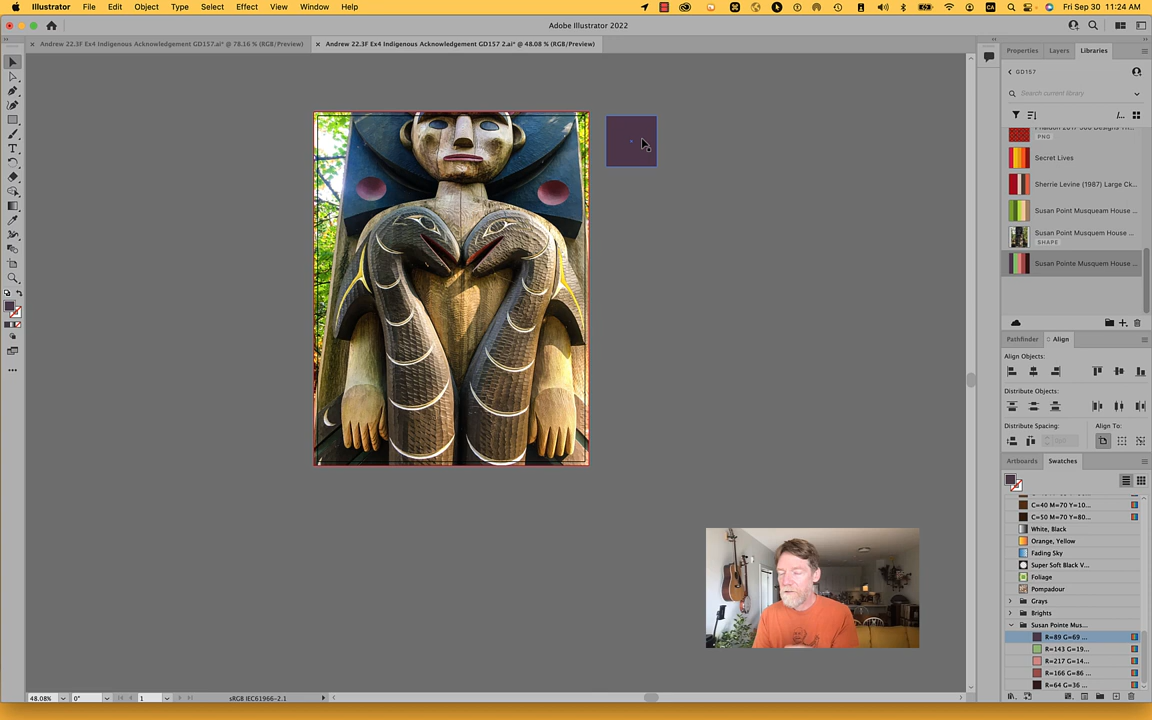 Illustrator File Edit Object Type Select Effect View Window Help
Fri Sep 30 11:24 AM
Adobe Illustrator 2022
Andrew 22.3F Ex4 Indigenous Acknowledgement GD157.ai* @ 78.16 % (RGB/Preview)
Andrew 22.3F Ex4 Indigenous Acknowledgement GD157 2.ai* @ 48.08 % (RGB/Preview)
Properties Layers Libraries
GD157
Search current library
PNG
Secret Lives
Sherrie Levine (1987) Large Ck...
Susan Point Musqueam House ...
Susan Point Musquem House ...
SHAPE
Susan Pointe Musquem House ...
Pathfinder Align
Align Objects:
Distribute Objects:
Distribute Spacing: Align To:
Artboards Swatches
C=40 M=70 Y=10...
C=50 M=70 Y=80...
White, Black
Orange, Yellow
Fading Sky
Super Soft Black V...
Foliage
Pompadour
Grays
Brights
Susan Pointe Mus...
R=89 G=69 ...
R=143 G=19...
R=217 G=14...
R=166 G=86 ...
R=64 G=36 ...
48.08% 0° 1 sRGB IEC61966-2.1